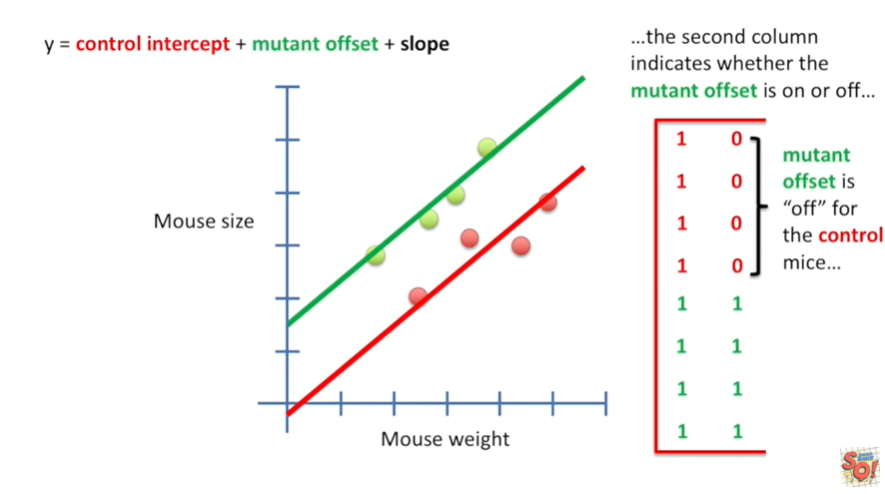 y = control intercept + mutant offset + slope
...the second column
indicates whether the
mutant offset is on or off...
Mouse size
Mouse weight
1 0
1 0
1 0
1 0
1 1
1 1
1 1
1 1
mutant
offset is
“off” for
the control
mice...
SQ!